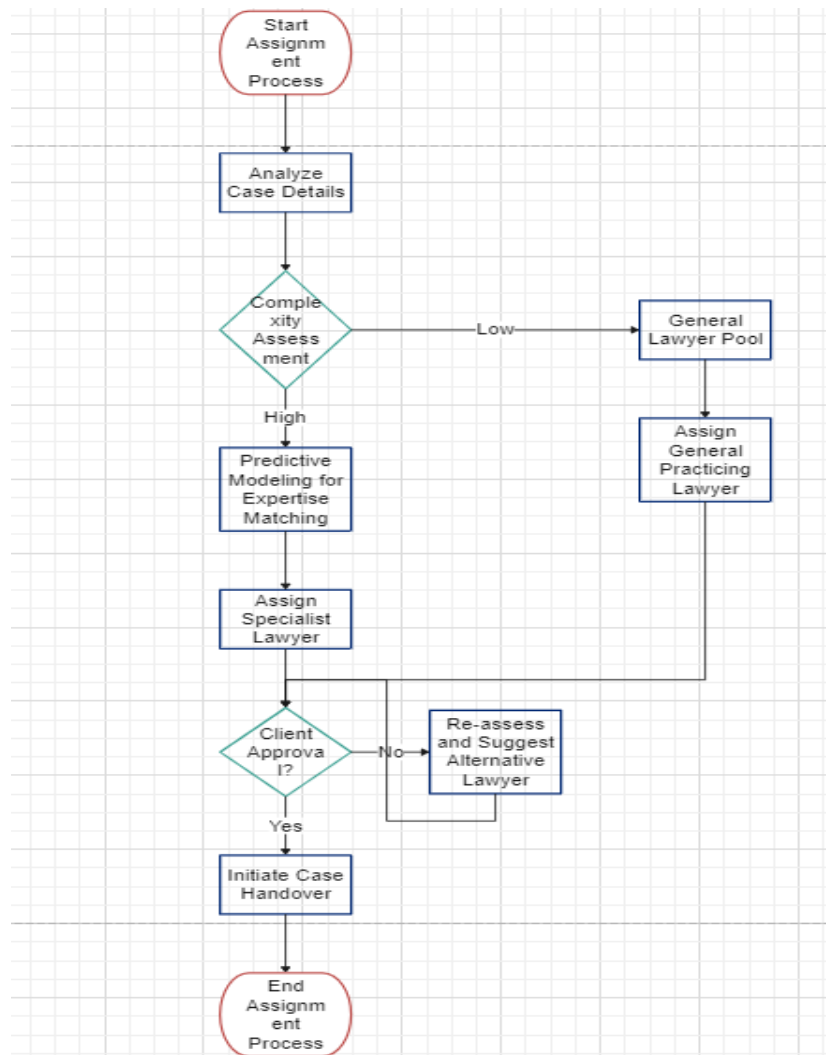 Start
Assignm
ent
Process
Analyze
Case Details
Comple
xity
Assess
ment
Low
General
Lawyer Pool
High
Assign
General
Practicing
Lawyer
Predictive
Modeling for
Expertise
Matching
Assign
Specialist
Lawyer
Client
Approva
l?
No
Re-assess
and Suggest
Alternative
Lawyer
Yes
Initiate Case
Handover
End
Assignm
ent
Process